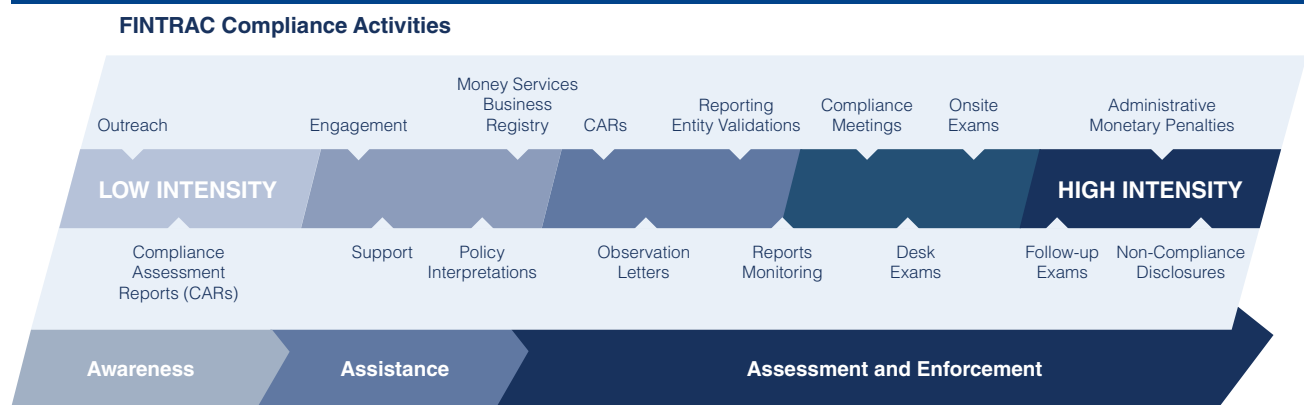 FINTRAC Compliance Activities
Outreach
Engagement
Money Services
Business
Registry
CARs
Reporting
Entity Validations
Compliance
Meetings
Onsite
Exams
Administrative
Monetary Penalties
LOW INTENSITY
HIGH INTENSITY
Compliance
Assessment
Reports (CARs)
Support
Policy
Interpretations
Observation
Letters
Reports
Monitoring
Desk
Exams
Follow-up
Exams
Non-Compliance
Disclosures
Awareness
Assistance
Assessment and Enforcement